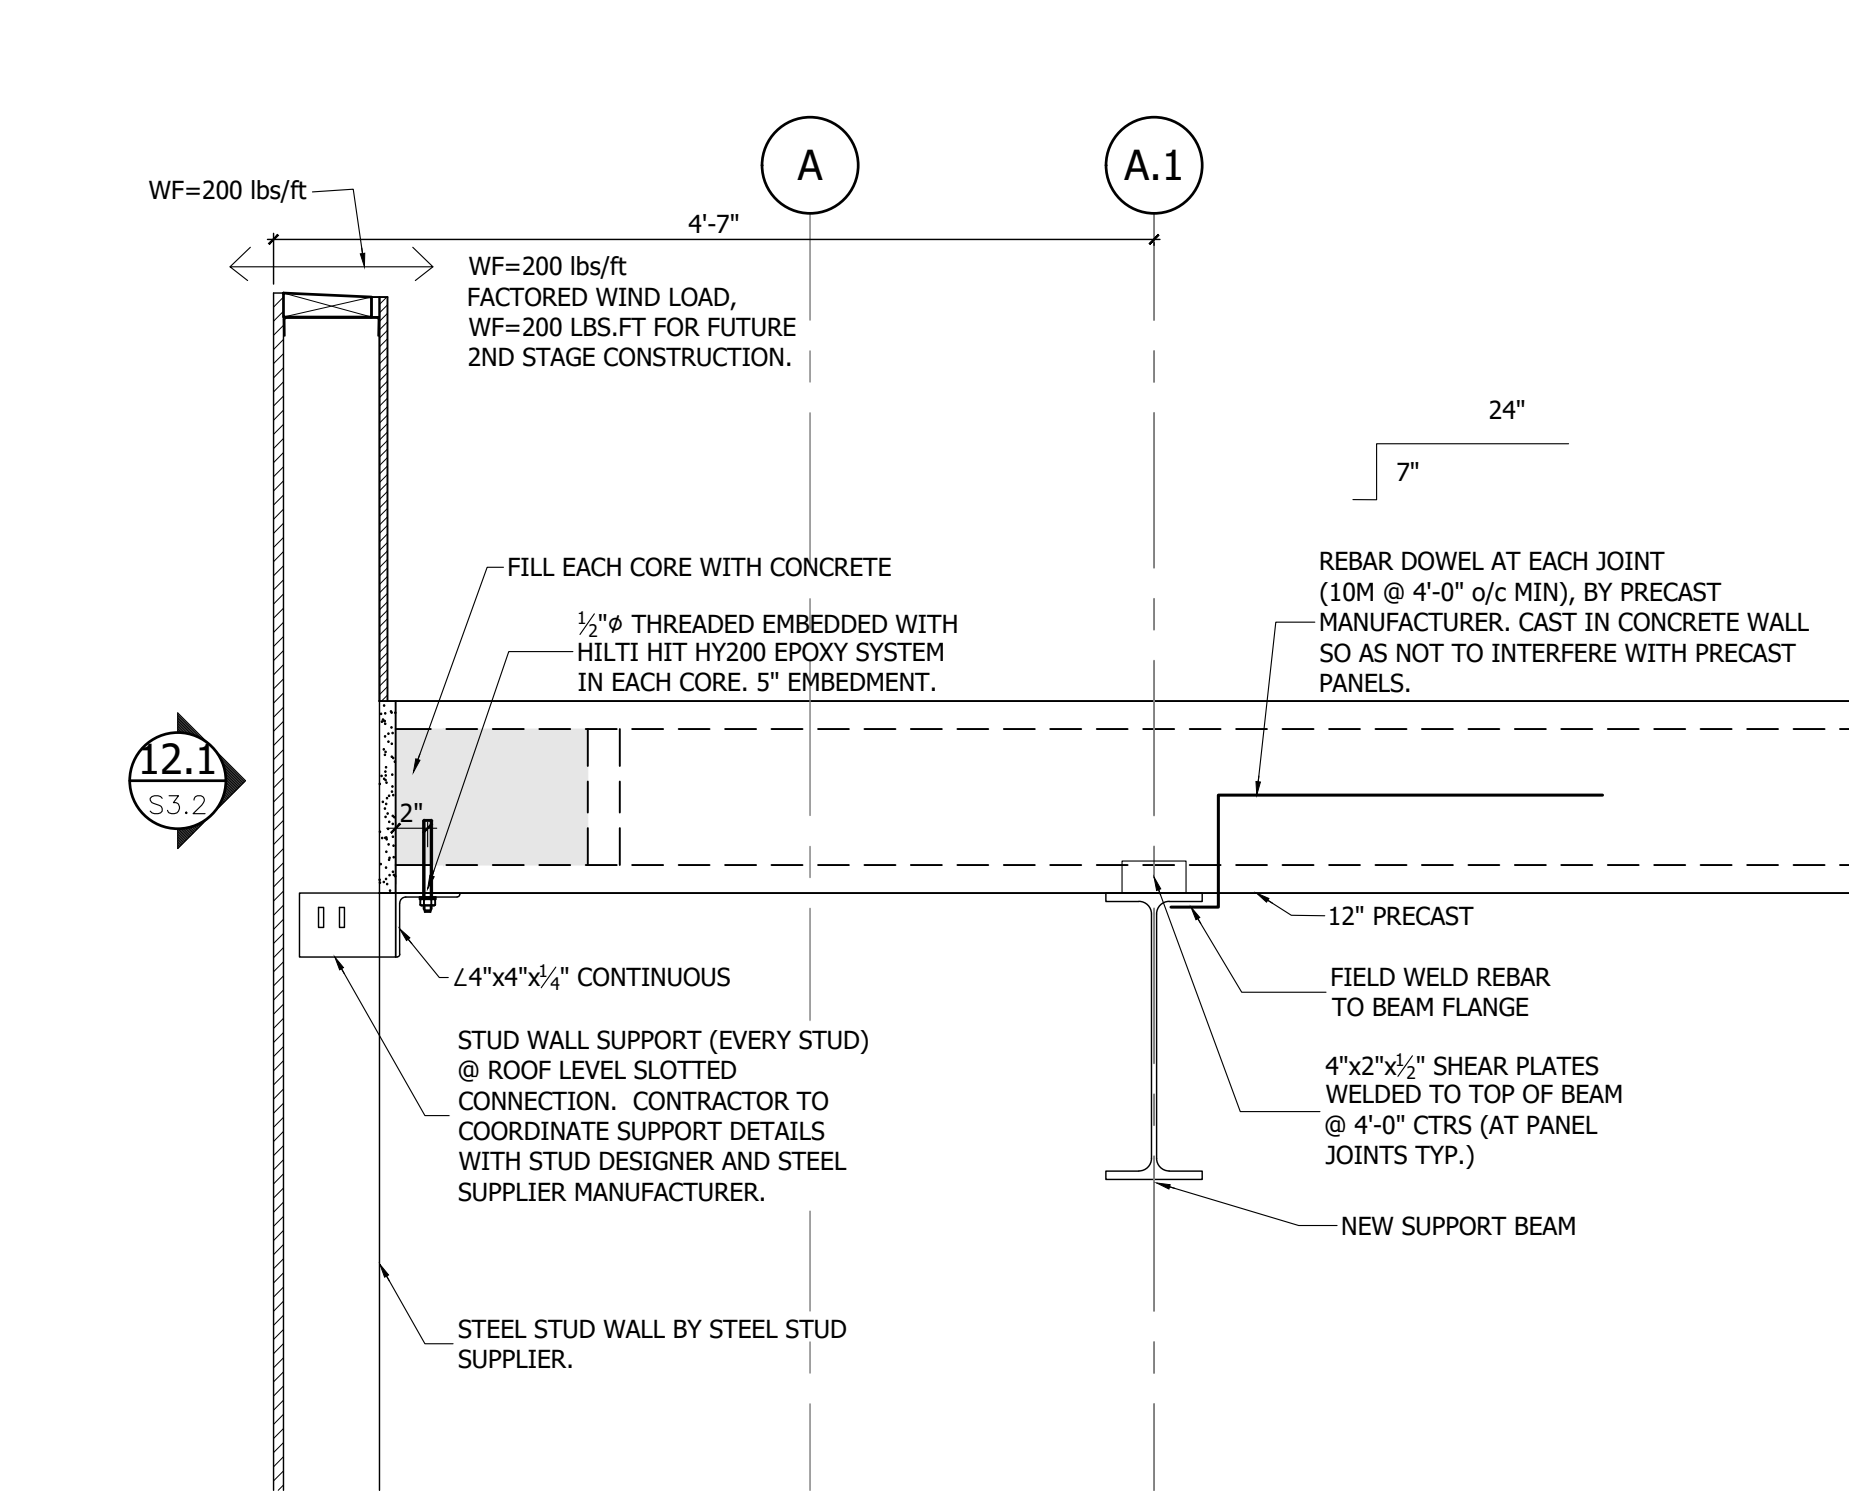 A
A.1
WF=200 lbs/ft
4'-7"
WF=200 lbs/ft
FACTORED WIND LOAD,
WF=200 LBS.FT FOR FUTURE
2ND STAGE CONSTRUCTION.
24"
7"
FILL EACH CORE WITH CONCRETE
½"φ THREADED EMBEDDED WITH
HILTI HIT HY200 EPOXY SYSTEM
IN EACH CORE. 5" EMBEDMENT.
REBAR DOWEL AT EACH JOINT
(10M @ 4'-0" o/c MIN), BY PRECAST
MANUFACTURER. CAST IN CONCRETE WALL
SO AS NOT TO INTERFERE WITH PRECAST
PANELS.
12.1
S3.2
2"
12" PRECAST
∠4"x4"x¼" CONTINUOUS
FIELD WELD REBAR
TO BEAM FLANGE
STUD WALL SUPPORT (EVERY STUD)
@ ROOF LEVEL SLOTTED
CONNECTION. CONTRACTOR TO
COORDINATE SUPPORT DETAILS
WITH STUD DESIGNER AND STEEL
SUPPLIER MANUFACTURER.
4"x2"x½" SHEAR PLATES
WELDED TO TOP OF BEAM
@ 4'-0" CTRS (AT PANEL
JOINTS TYP.)
NEW SUPPORT BEAM
STEEL STUD WALL BY STEEL STUD
SUPPLIER.